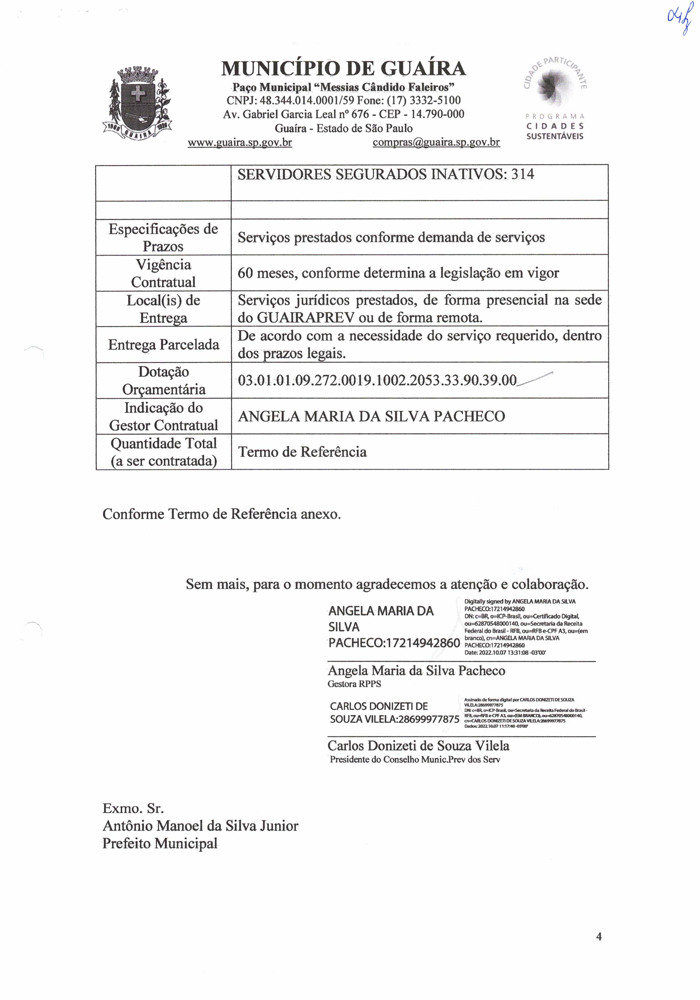 MUNICÍPIO DE GUAÍRA
Paço Municipal “Messias Cândido Faleiros”
CNPJ: 48.344.014.0001/59 Fone: (17) 3332-5100
Av. Gabriel Garcia Leal nº 676 - CEP - 14.790-000
Guaíra - Estado de São Paulo
www.guaira.sp.gov.br compras@guaira.sp.gov.br
1909 GUAIRA 1928
CIDADE PARTICIPANTE
PROGRAMA
CIDADES
SUSTENTÁVEIS
SERVIDORES SEGURADOS INATIVOS: 314
Especificações de
Prazos
Serviços prestados conforme demanda de serviços
Vigência
Contratual
60 meses, conforme determina a legislação em vigor
Local(is) de
Entrega
Serviços jurídicos prestados, de forma presencial na sede
do GUAIRAPREV ou de forma remota.
Entrega Parcelada
De acordo com a necessidade do serviço requerido, dentro
dos prazos legais.
Dotação
Orçamentária
03.01.01.09.272.0019.1002.2053.33.90.39.00
Indicação do
Gestor Contratual
ANGELA MARIA DA SILVA PACHECO
Quantidade Total
(a ser contratada)
Termo de Referência
Conforme Termo de Referência anexo.
Sem mais, para o momento agradecemos a atenção e colaboração.
ANGELA MARIA DA
SILVA
PACHECO:17214942860
Digitally signed by ANGELA MARIA DA SILVA
PACHECO:17214942860
DN: c=BR, o=ICP-Brasil, ou=Certificado Digital,
ou=62870548000140, ou=Secretaria da Receita
Federal do Brasil - RFB, ou=RFB e-CPF A3, ou=(em
branco), cn=ANGELA MARIA DA SILVA
PACHECO:17214942860
Date: 2022.10.07 13:31:08 -03'00'
Angela Maria da Silva Pacheco
Gestora RPPS
CARLOS DONIZETI DE
SOUZA VILELA:28699977875
Assinado de forma digital por CARLOS DONIZETI DE SOUZA
VILELA:28699977875
DN: c=BR, o=ICP-Brasil, ou=Secretaria da Receita Federal do Brasil -
RFB, ou=RFB e-CPF A3, ou=(EM BRANCO), ou=62870548000140,
cn=CARLOS DONIZETI DE SOUZA VILELA:28699977875
Dados: 2022.10.07 11:17:40 -03'00'
Carlos Donizeti de Souza Vilela
Presidente do Conselho Munic.Prev dos Serv
Exmo. Sr.
Antônio Manoel da Silva Junior
Prefeito Municipal
4